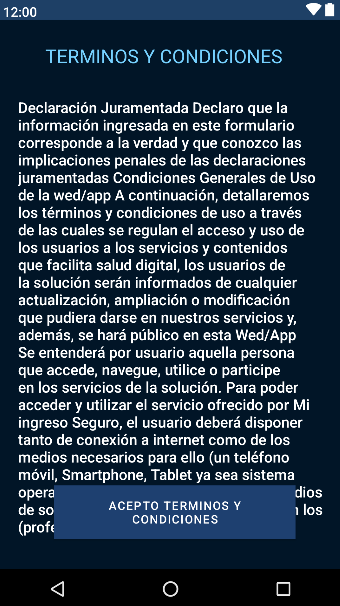 12:00
TERMINOS Y CONDICIONES
Declaración Juramentada Declaro que la
información ingresada en este formulario
corresponde a la verdad y que conozco las
implicaciones penales de las declaraciones
juramentadas Condiciones Generales de Uso
de la wed/app A continuación, detallaremos
los términos y condiciones de uso a través
de las cuales se regulan el acceso y uso de
los usuarios a los servicios y contenidos
que facilita salud digital, los usuarios de
la solución serán informados de cualquier
actualización, ampliación o modificación
que pudiera darse en nuestros servicios y,
además, se hará público en esta Wed/App
Se entenderá por usuario aquella persona
que accede, navegue, utilice o participe
en los servicios de la solución. Para poder
acceder y utilizar el servicio ofrecido por Mi
ingreso Seguro, el usuario deberá disponer
tanto de conexión a internet como de los
medios necesarios para ello (un teléfono
móvil, Smartphone, Tablet ya sea sistema
de
los
ACEPTO TERMINOS Y
CONDICIONES